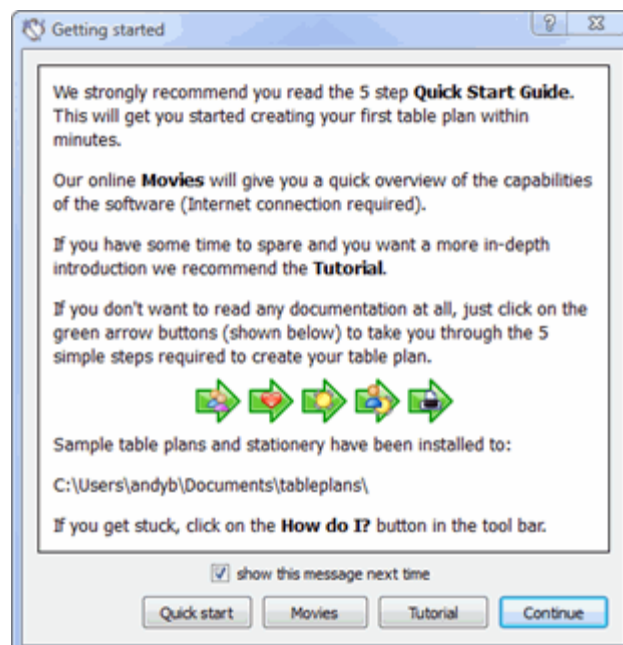 Getting started
We strongly recommend you read the 5 step Quick Start Guide.
This will get you started creating your first table plan within
minutes.
Our online Movies will give you a quick overview of the capabilities
of the software (Internet connection required).
If you have some time to spare and you want a more in-depth
introduction we recommend the Tutorial.
If you don't want to read any documentation at all, just click on the
green arrow buttons (shown below) to take you through the 5
simple steps required to create your table plan.
Sample table plans and stationery have been installed to:
C:\Users\andyb\Documents\tableplans\
If you get stuck, click on the How do I? button in the tool bar.
show this message next time
Quick start Movies Tutorial Continue